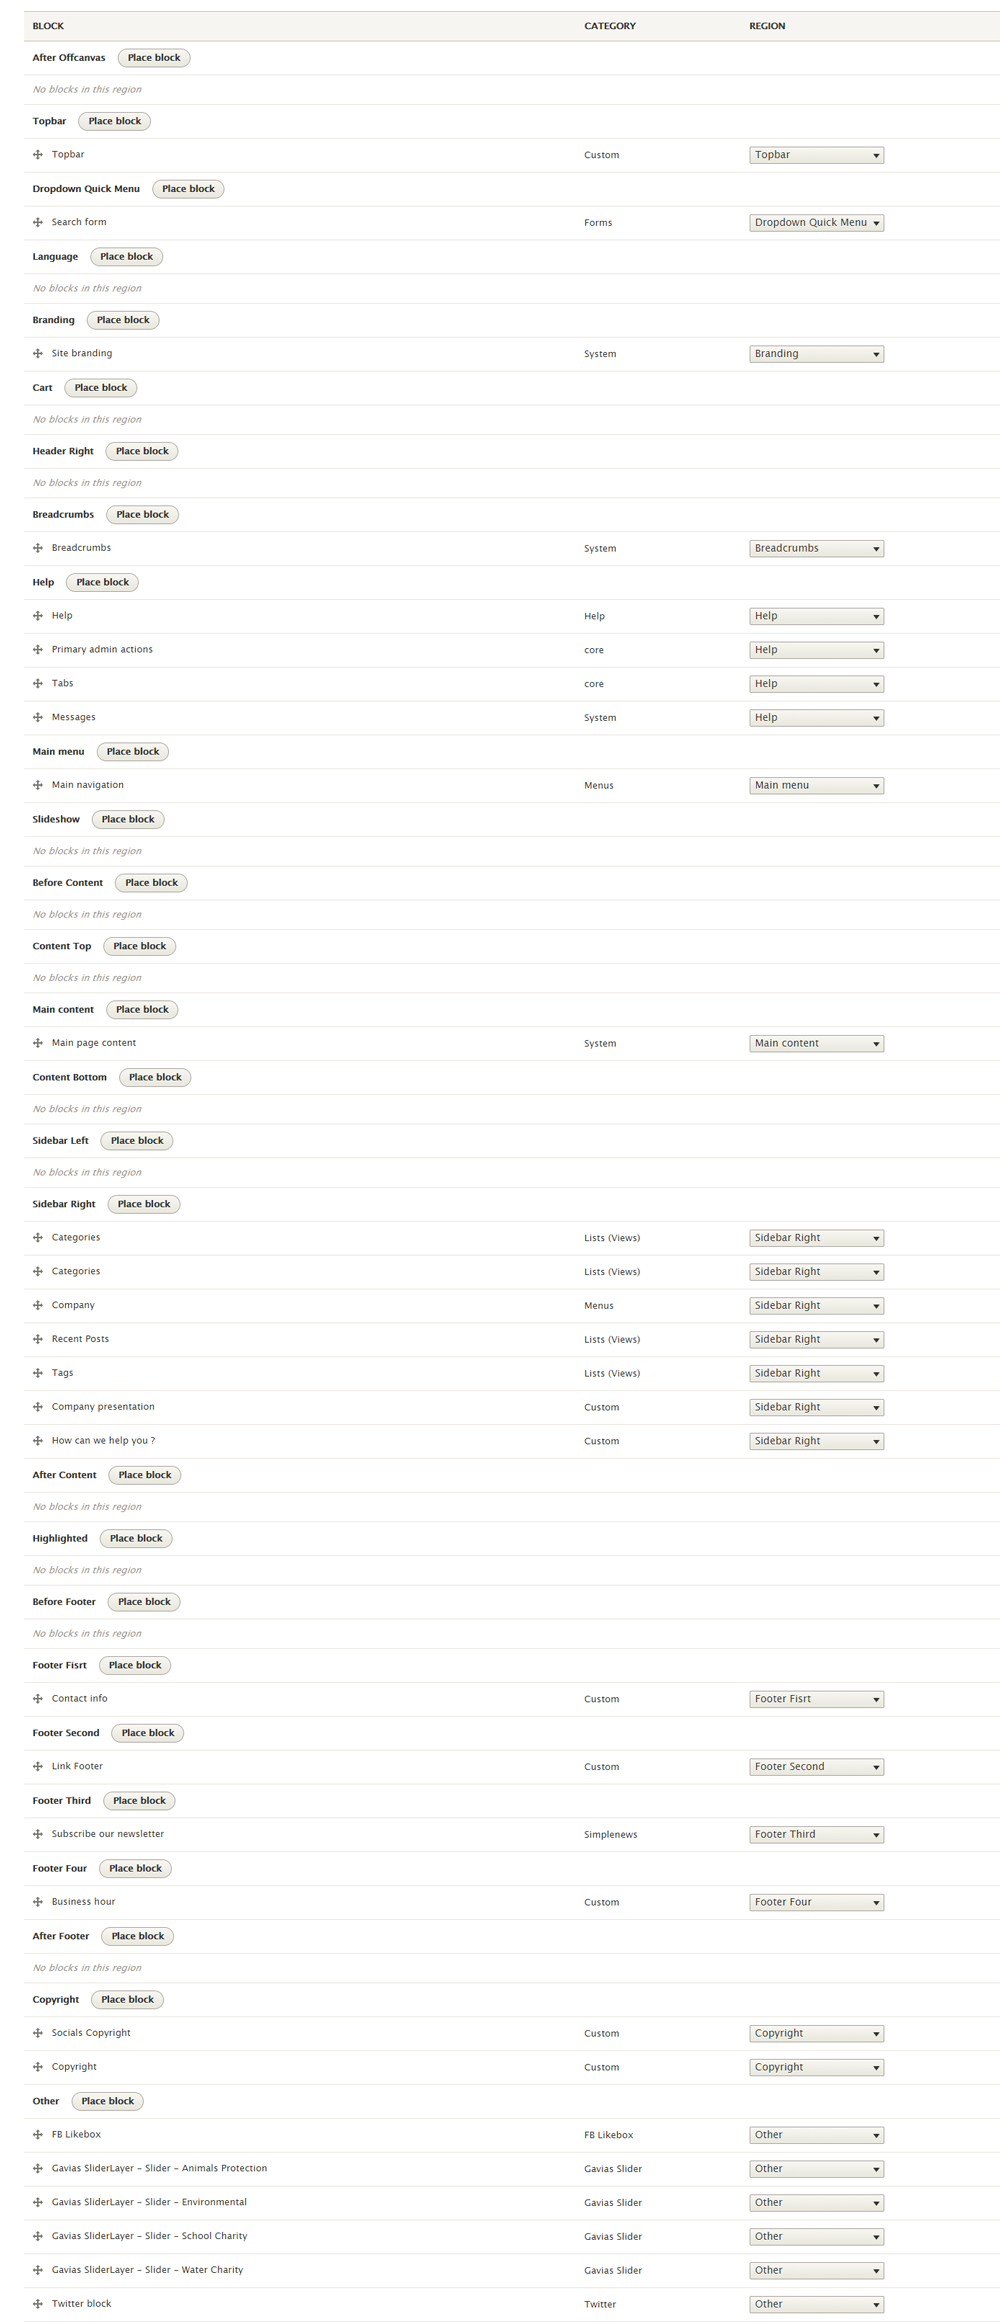 BLOCK CATEGORY REGION
After Offcanvas Place block
No blocks in this region
Topbar Place block
Topbar Custom Topbar
Dropdown Quick Menu Place block
Search form Forms Dropdown Quick Menu
Language Place block
No blocks in this region
Branding Place block
Site branding System Branding
Cart Place block
No blocks in this region
Header Right Place block
No blocks in this region
Breadcrumbs Place block
Breadcrumbs System Breadcrumbs
Help Place block
Help Help Help
Primary admin actions core Help
Tabs core Help
Messages System Help
Main menu Place block
Main navigation Menus Main menu
Slideshow Place block
No blocks in this region
Before Content Place block
No blocks in this region
Content Top Place block
No blocks in this region
Main content Place block
Main page content System Main content
Content Bottom Place block
No blocks in this region
Sidebar Left Place block
No blocks in this region
Sidebar Right Place block
Categories Lists (Views) Sidebar Right
Categories Lists (Views) Sidebar Right
Company Menus Sidebar Right
Recent Posts Lists (Views) Sidebar Right
Tags Lists (Views) Sidebar Right
Company presentation Custom Sidebar Right
How can we help you ? Custom Sidebar Right
After Content Place block
No blocks in this region
Highlighted Place block
No blocks in this region
Before Footer Place block
No blocks in this region
Footer Fisrt Place block
Contact info Custom Footer Fisrt
Footer Second Place block
Link Footer Custom Footer Second
Footer Third Place block
Subscribe our newsletter Simplenews Footer Third
Footer Four Place block
Business hour Custom Footer Four
After Footer Place block
No blocks in this region
Copyright Place block
Socials Copyright Custom Copyright
Copyright Custom Copyright
Other Place block
FB Likebox FB Likebox Other
Gavias SliderLayer – Slider – Animals Protection Gavias Slider Other
Gavias SliderLayer – Slider – Environmental Gavias Slider Other
Gavias SliderLayer – Slider – School Charity Gavias Slider Other
Gavias SliderLayer – Slider – Water Charity Gavias Slider Other
Twitter block Twitter Other